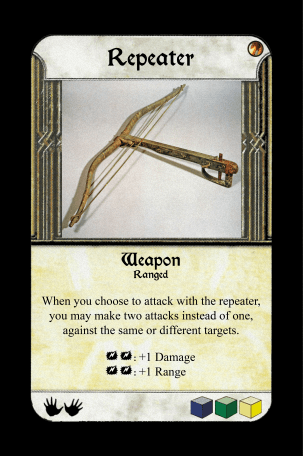 Repeater
Weapon
Ranged
When you choose to attack with the repeater,
you may make two attacks instead of one,
against the same or different targets.
: +1 Damage
: +1 Range